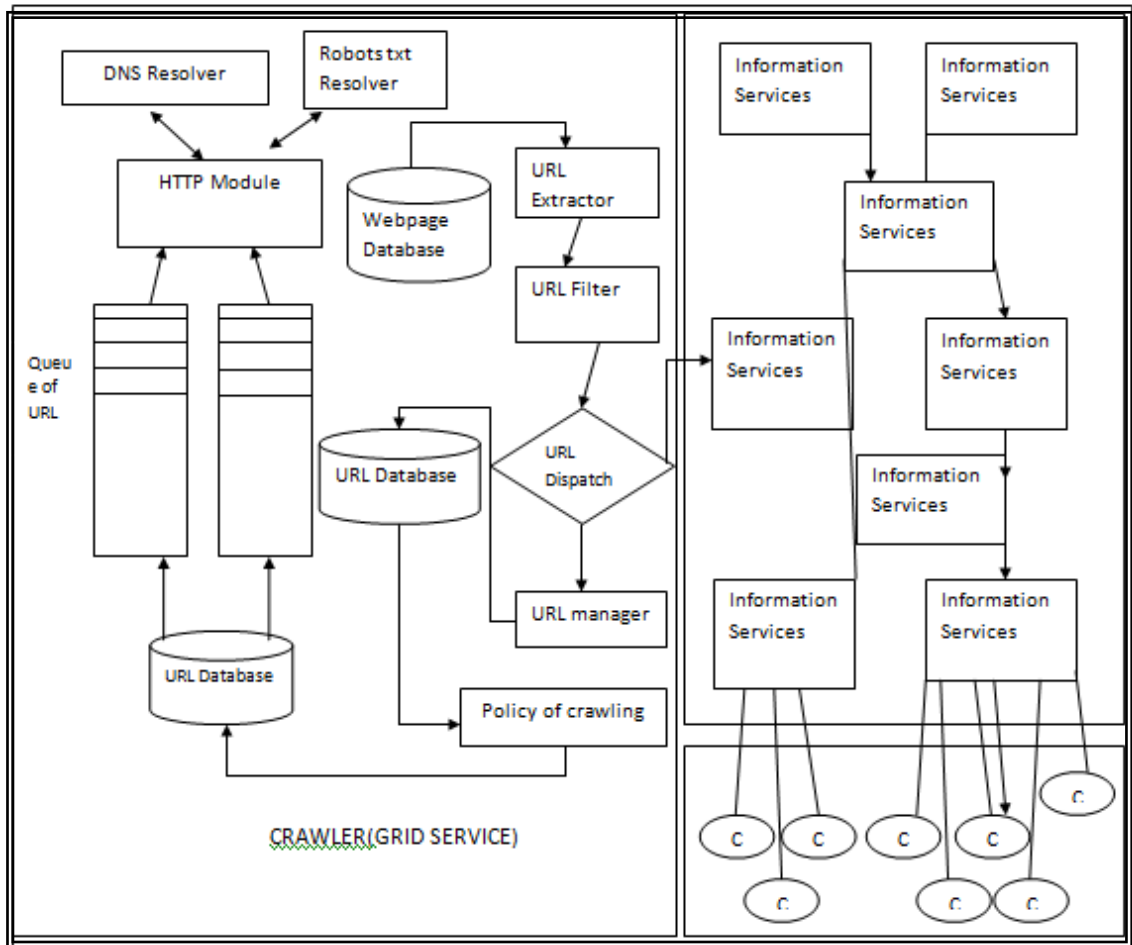 DNS Resolver
Robots txt
Resolver
HTTP Module
Webpage
Database
URL
Extractor
URL Filter
Queu
e of
URL
URL Database
URL
Dispatch
URL manager
URL Database
Policy of crawling
CRAWLER(GRID SERVICE)
Information
Services
Information
Services
Information
Services
Information
Services
Information
Services
Information
Services
Information
Services
Information
Services
C
C
C
C
C
C
C
C